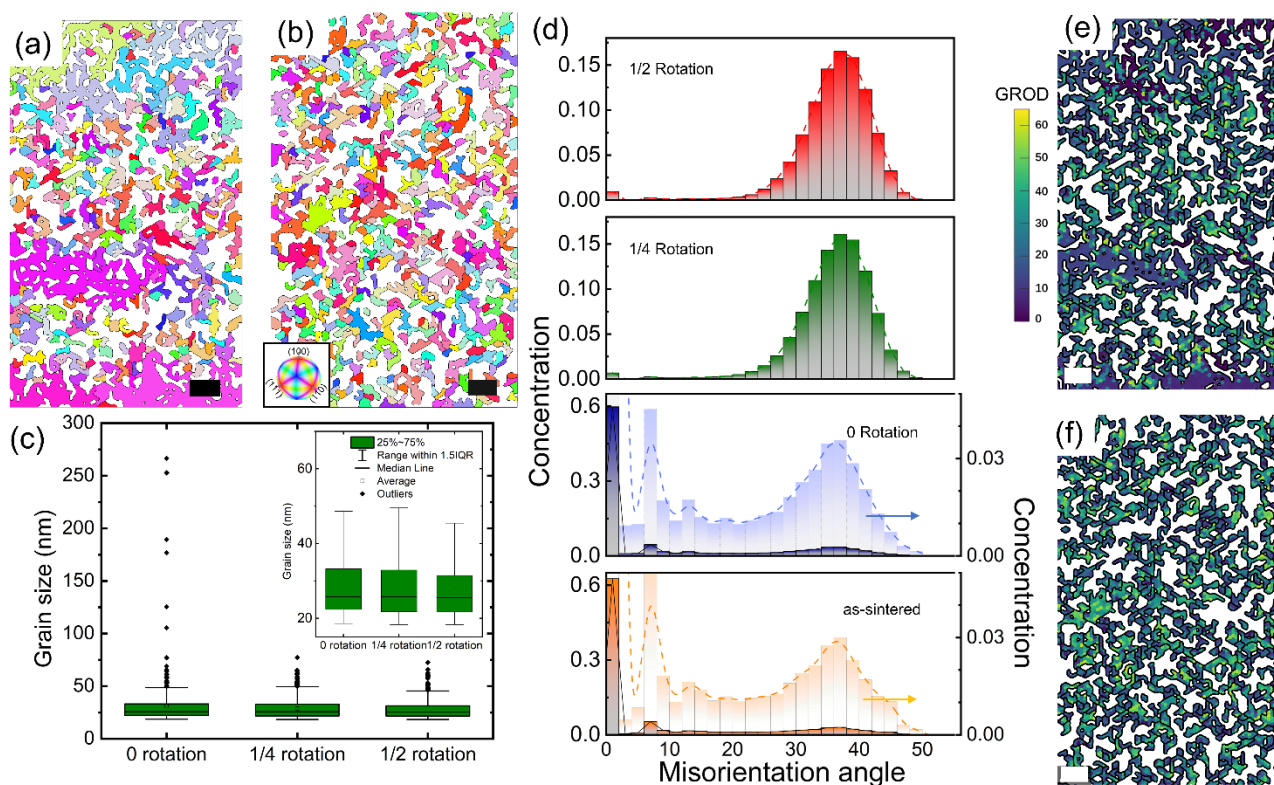 (a)
(b)
(100)
(c)
Grain size (nm)
300
250
200
150
100
50
0
0 rotation
1/4 rotation
1/2 rotation
25%~75%
Range within 1.5IQR
Median Line
Average
Outliers
Grain size (nm)
60
40
20
0 rotation
1/4 rotation
1/2 rotation
(d)
Concentration
1/2 Rotation
0.15
0.10
0.05
0.00
1/4 Rotation
0.15
0.10
0.05
0.00
0 Rotation
0.6
0.3
0.0
0.03
0.00
as-sintered
0.6
0.3
0.0
0.03
0.00
Concentration
0
10
20
30
40
50
Misorientation angle
(e)
GROD
60
50
40
30
20
10
0
(f)